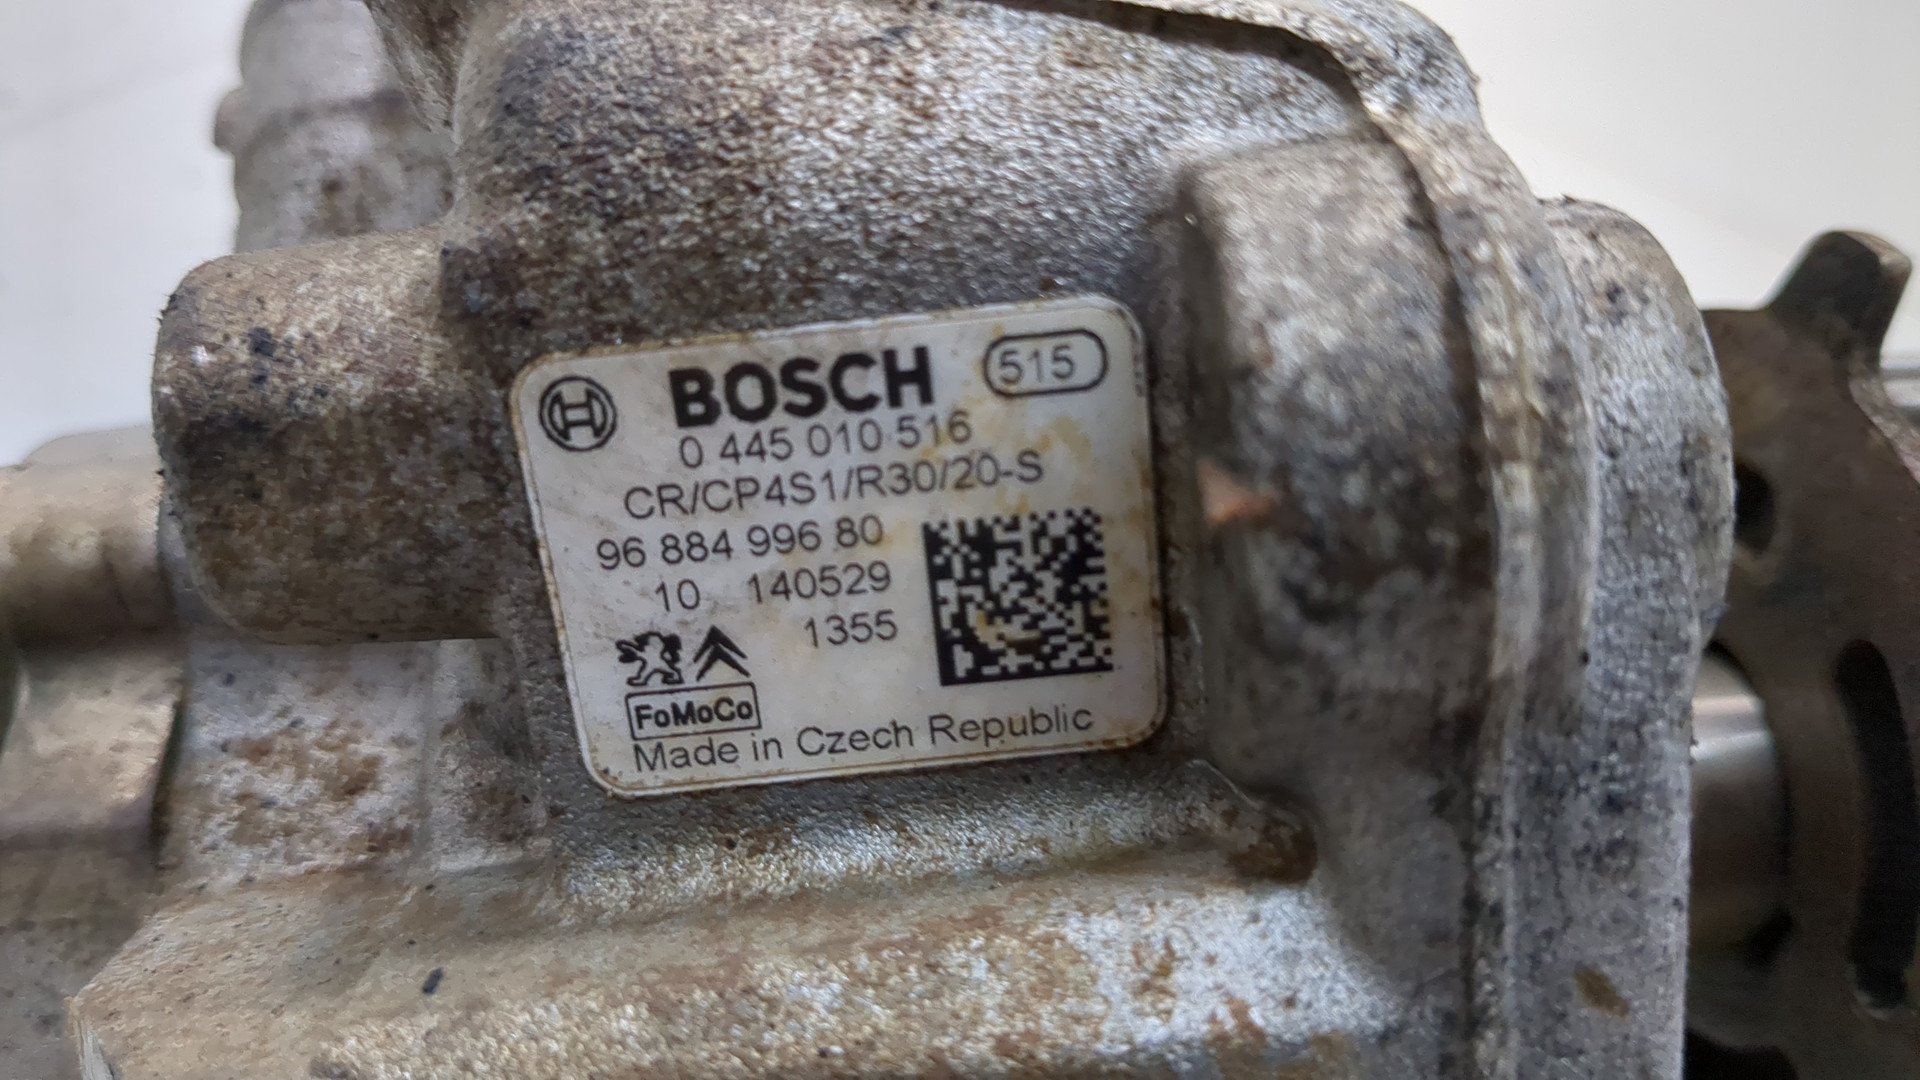 BOSCH 515
0 445 010 516
CR/CP4S1/R30/20-S
96 884 996 80
10 140529
1355
FoMoCo
Made in Czech Republic